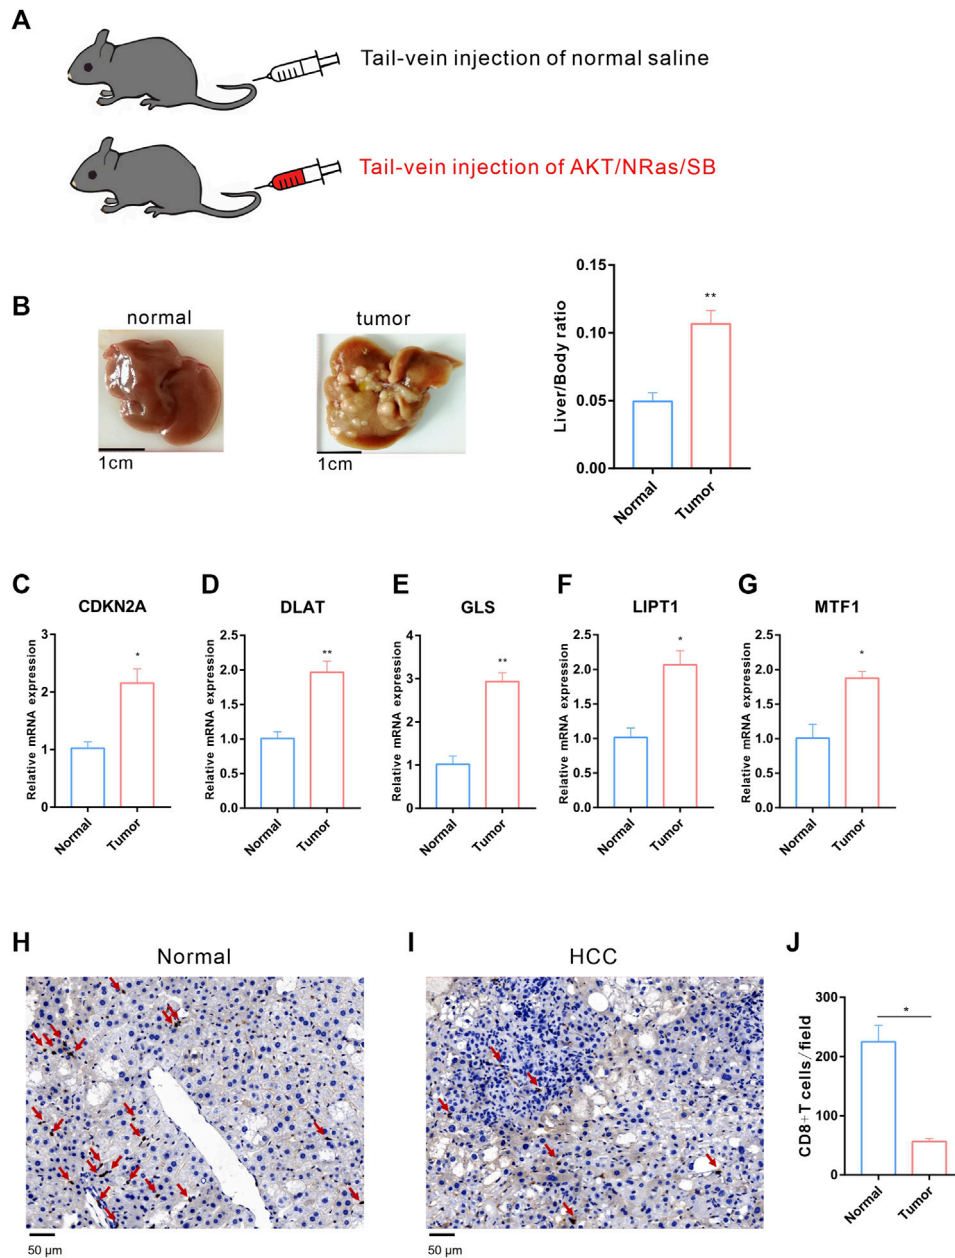 A
Tail-vein injection of normal saline
Tail-vein injection of AKT/NRas/SB
B
normal
1cm
tumor
1cm
Liver/Body ratio
0.15
0.10
0.05
0.00
**
Normal
Tumor
C
CDKN2A
Relative mRNA expression
3
2
1
0
*
Normal
Tumor
D
DLAT
Relative mRNA expression
2.5
2.0
1.5
1.0
0.5
0.0
**
Normal
Tumor
E
GLS
Relative mRNA expression
4
3
2
1
0
**
Normal
Tumor
F
LIPT1
Relative mRNA expression
2.5
2.0
1.5
1.0
0.5
0.0
*
Normal
Tumor
G
MTF1
Relative mRNA expression
2.5
2.0
1.5
1.0
0.5
0.0
*
Normal
Tumor
H
Normal
50 μm
I
HCC
50 μm
J
CD8+T cells/field
300
200
100
0
*
Normal
Tumor